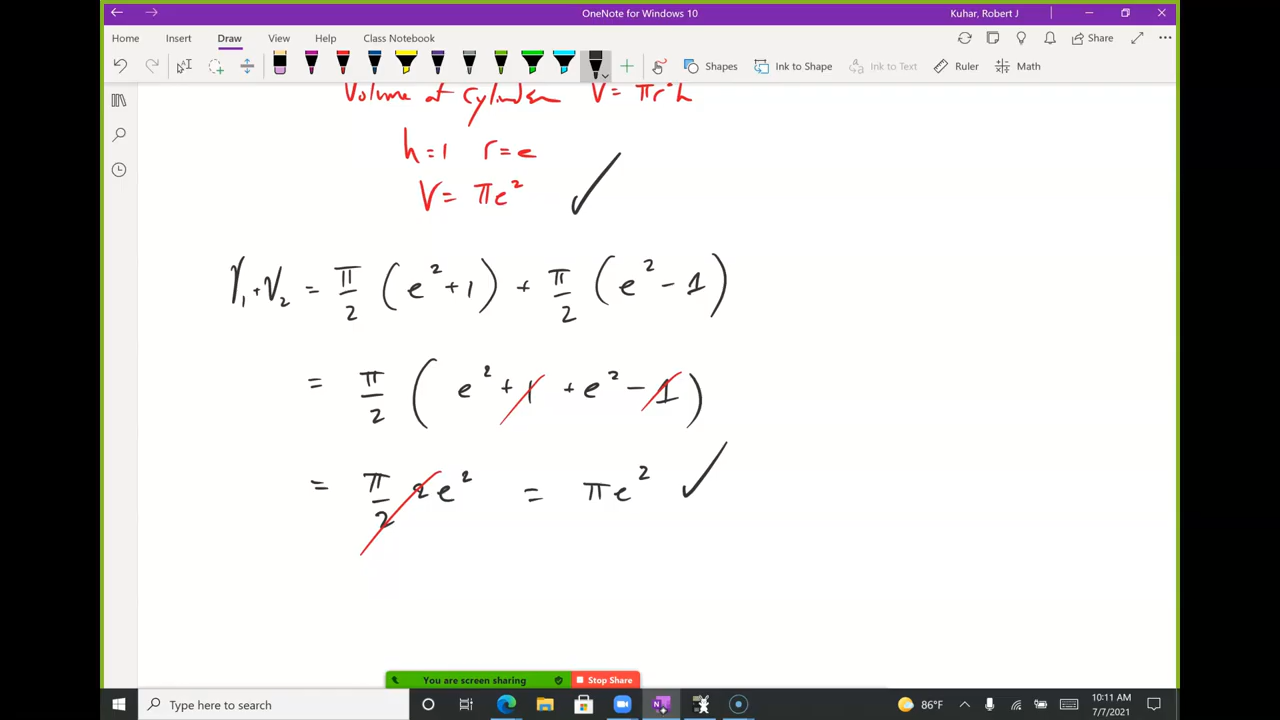 OneNote for Windows 10
Kuhar, Robert J
Home Insert Draw View Help Class Notebook Share
Shapes Ink to Shape Ink to Text Ruler Math
Volume of Cylinder V = πr²h
h = 1 r = e
V = πe²
V₁ + V₂ = π/2 (e² + 1) + π/2 (e² - 1)
= π/2 (e² + 1 + e² - 1)
= π/2 2e² = πe²
You are screen sharing Stop Share
Type here to search
86°F
10:11 AM
7/7/2021